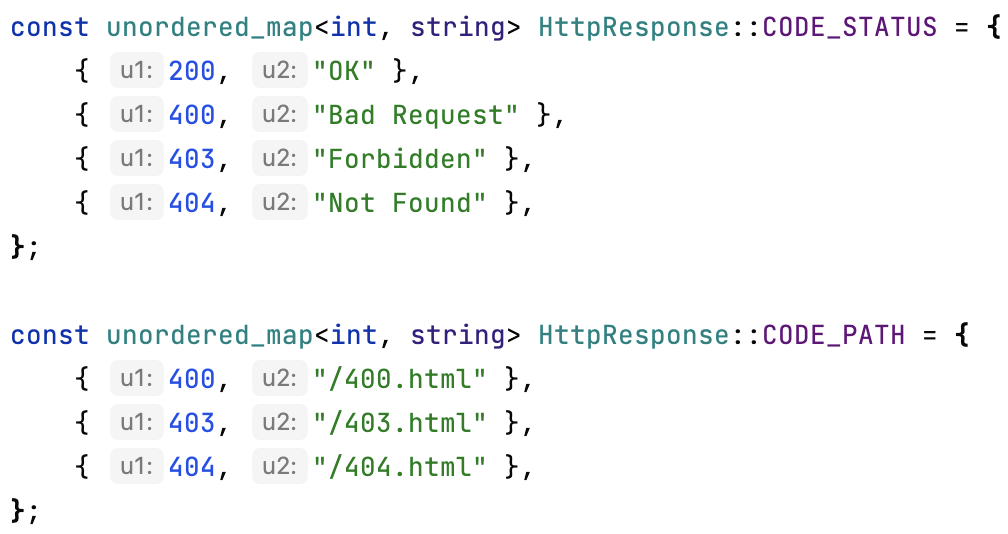 const unordered_map<int, string> HttpResponse::CODE_STATUS = {
    { u1: 200, u2: "OK" },
    { u1: 400, u2: "Bad Request" },
    { u1: 403, u2: "Forbidden" },
    { u1: 404, u2: "Not Found" },
};

const unordered_map<int, string> HttpResponse::CODE_PATH = {
    { u1: 400, u2: "/400.html" },
    { u1: 403, u2: "/403.html" },
    { u1: 404, u2: "/404.html" },
};